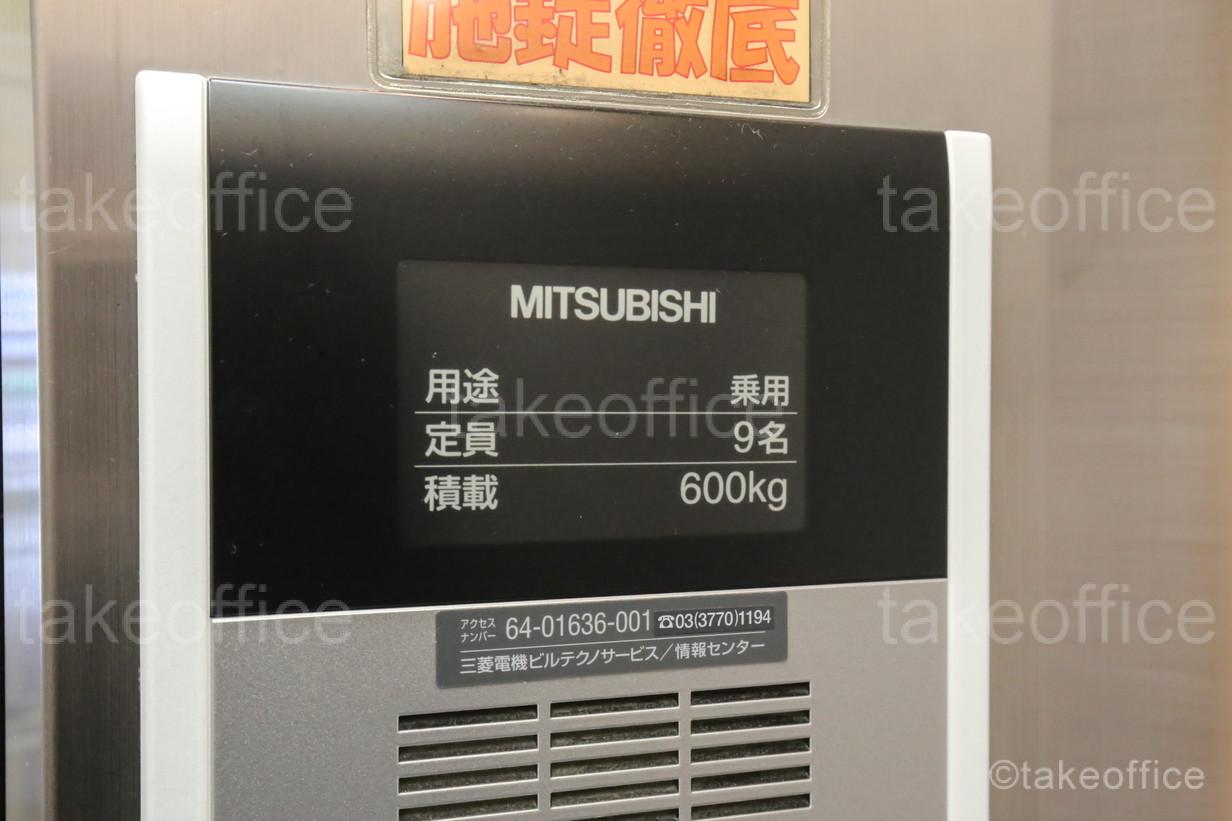 施錠徹底
takeoffice takeoffice
MITSUBISHI
用途 乗用
takeoffice
定員 9名
積載 600kg
takeoffice takeoffice
アクセスナンバー 64-01636-001 ☎03(3770)1194
三菱電機ビルテクノサービス/情報センター
©takeoffice